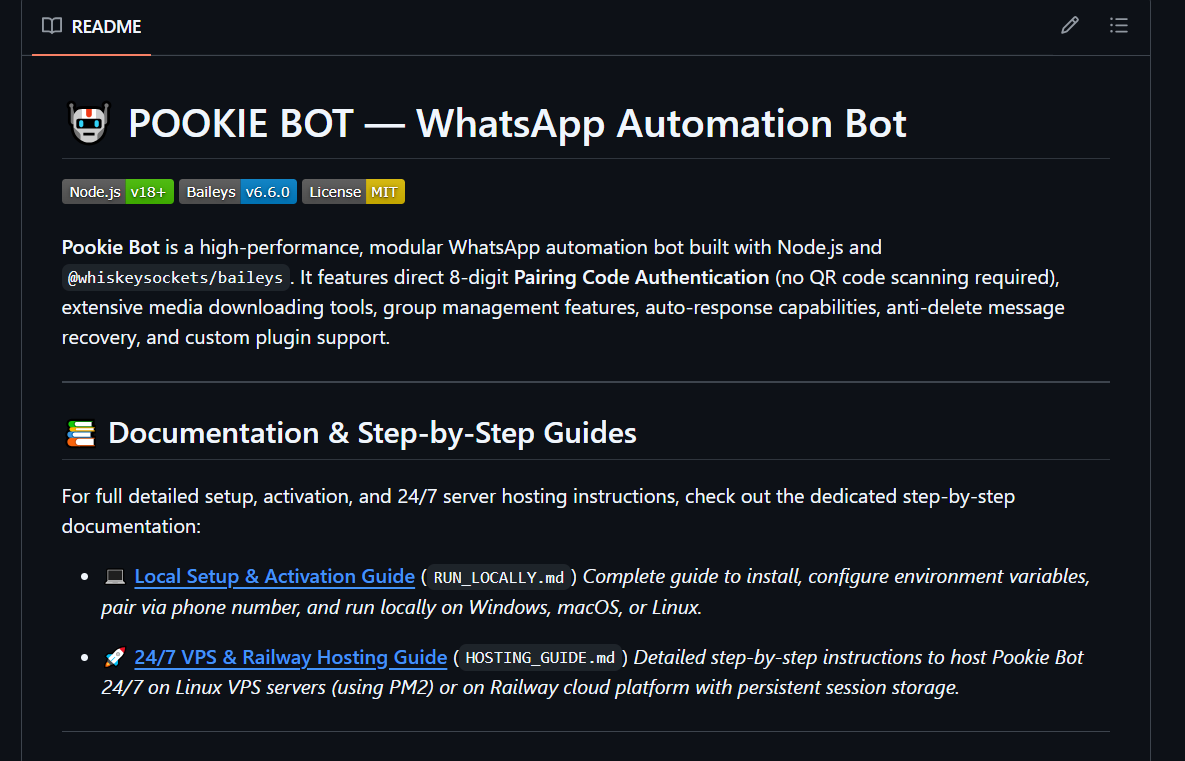 README
POOKIE BOT — WhatsApp Automation Bot
Node.js v18+ Baileys v6.6.0 License MIT
Pookie Bot is a high-performance, modular WhatsApp automation bot built with Node.js and
@whiskeysockets/baileys. It features direct 8-digit Pairing Code Authentication (no QR code scanning required),
extensive media downloading tools, group management features, auto-response capabilities, anti-delete message
recovery, and custom plugin support.
Documentation & Step-by-Step Guides
For full detailed setup, activation, and 24/7 server hosting instructions, check out the dedicated step-by-step
documentation:
• Local Setup & Activation Guide (RUN_LOCALLY.md) Complete guide to install, configure environment variables,
pair via phone number, and run locally on Windows, macOS, or Linux.
• 24/7 VPS & Railway Hosting Guide (HOSTING_GUIDE.md) Detailed step-by-step instructions to host Pookie Bot
24/7 on Linux VPS servers (using PM2) or on Railway cloud platform with persistent session storage.